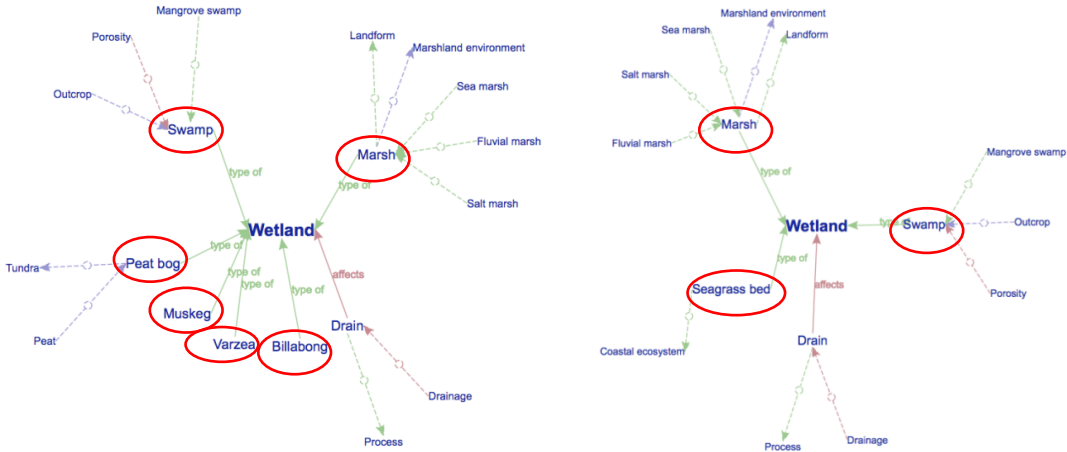 Mangrove swamp
Porosity
Outcrop
Swamp
Landform
Marshland environment
Sea marsh
Fluvial marsh
Marsh
Salt marsh
type of
type of
Wetland
Peat bog
type of
Tundra
type of
type of
type of
affects
Muskeg
Varzea
Billabong
Drain
Peat
Drainage
Process
Marshland environment
Sea marsh
Landform
Salt marsh
Marsh
Fluvial marsh
type of
Mangrove swamp
Wetland
type of
Swamp
Outcrop
type of
Seagrass bed
affects
Porosity
Drain
Coastal ecosystem
Process
Drainage